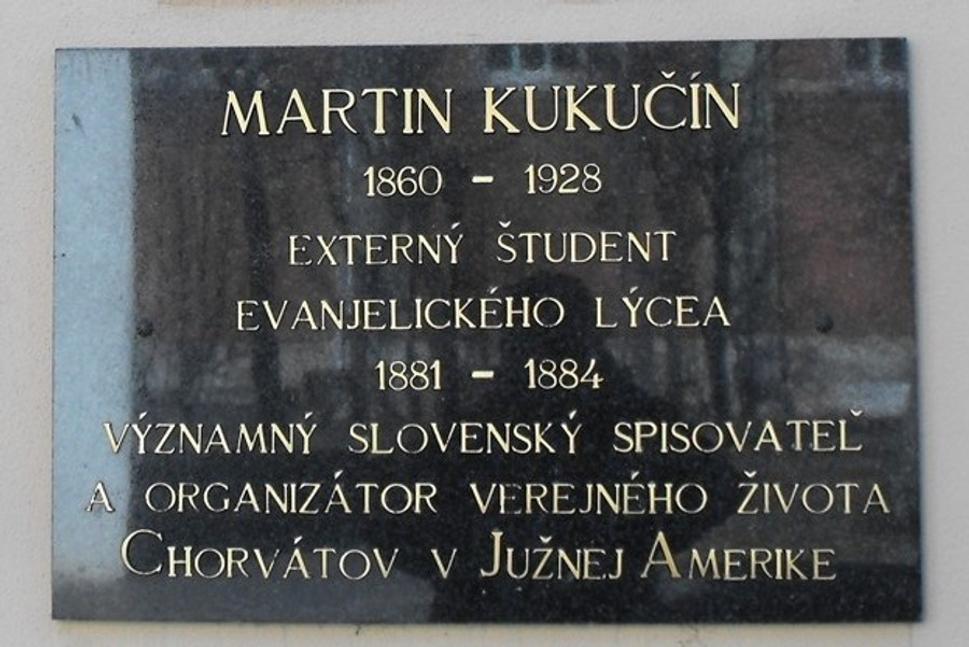 MARTIN KUKUČÍN
1860 - 1928
EXTERNÝ ŠTUDENT
EVANJELICKÉHO LÝCEA
1881 - 1884
VÝZNAMNÝ SLOVENSKÝ SPISOVATEĽ
A ORGANIZÁTOR VEREJNÉHO ŽIVOTA
CHORVÁTOV V JUŽNEJ AMERIKE